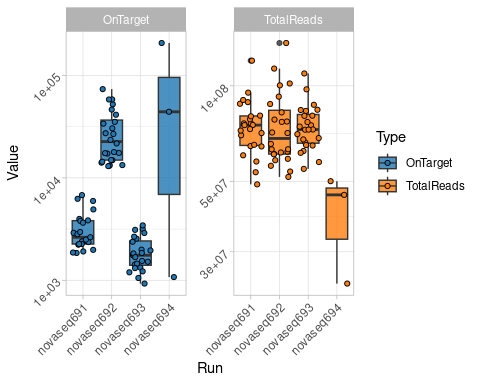 OnTarget
TotalReads
Value
1e+05
1e+04
1e+03
1e+08
5e+07
3e+07
novaseq691
novaseq692
novaseq693
novaseq694
novaseq691
novaseq692
novaseq693
novaseq694
Run
Type
OnTarget
TotalReads